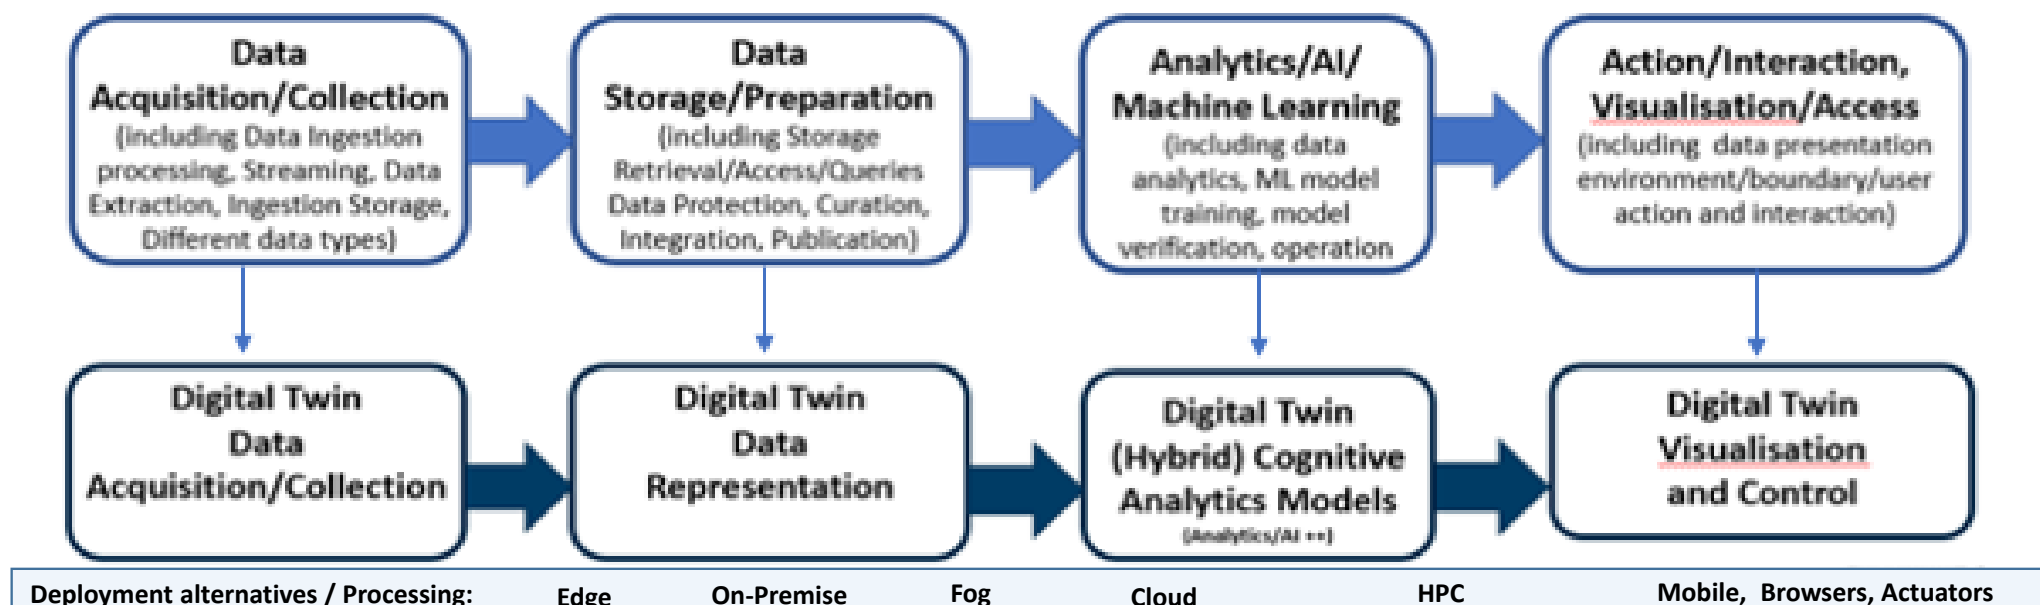 Data
Acquisition/Collection
(including Data Ingestion
processing, Streaming, Data
Extraction, Ingestion Storage,
Different data types)
Data
Storage/Preparation
(including Storage
Retrieval/Access/Queries
Data Protection, Curation,
Integration, Publication)
Analytics/AI/
Machine Learning
(including data
analytics, ML model
training, model
verification, operation
Action/Interaction,
Visualisation/Access
(including data presentation
environment/boundary/user
action and interaction)
Digital Twin
Data
Acquisition/Collection
Digital Twin
Data
Representation
Digital Twin
(Hybrid) Cognitive
Analytics Models
(Analytics/AI ++)
Digital Twin
Visualisation
and Control
Deployment alternatives / Processing: Edge On-Premise Fog Cloud HPC Mobile, Browsers, Actuators